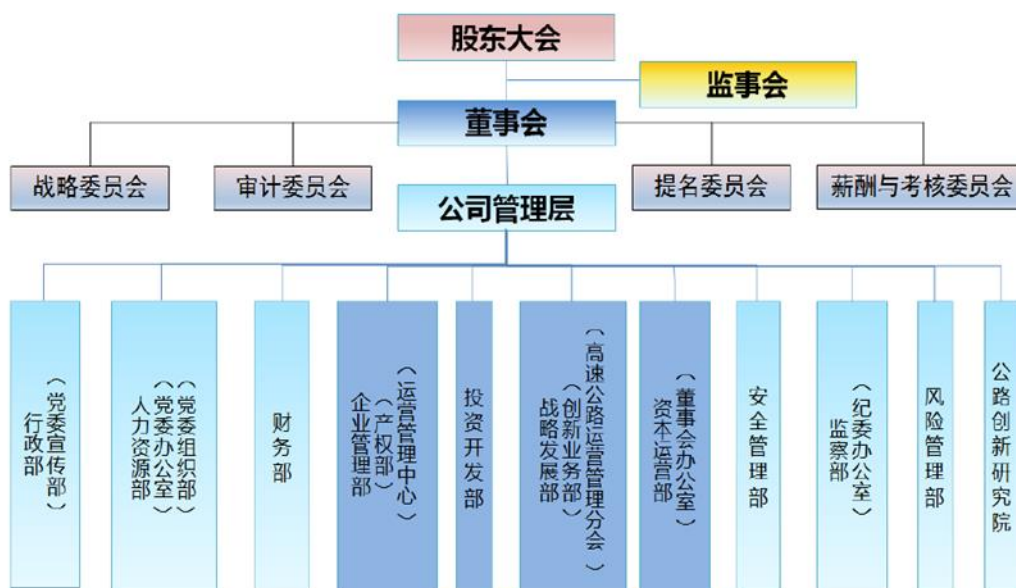 股东大会
监事会
董事会
战略委员会
审计委员会
提名委员会
薪酬与考核委员会
公司管理层
行政部
（党委宣传部）
人力资源部
（党委办公室）
（党委组织部）
财务部
企业管理部
（产权部）
（运营管理中心）
投资开发部
战略发展部
（创新业务部）
（高速公路运营管理分会）
资本运营部
（董事会办公室）
安全管理部
监察部
（纪委办公室）
风险管理部
公路创新研究院